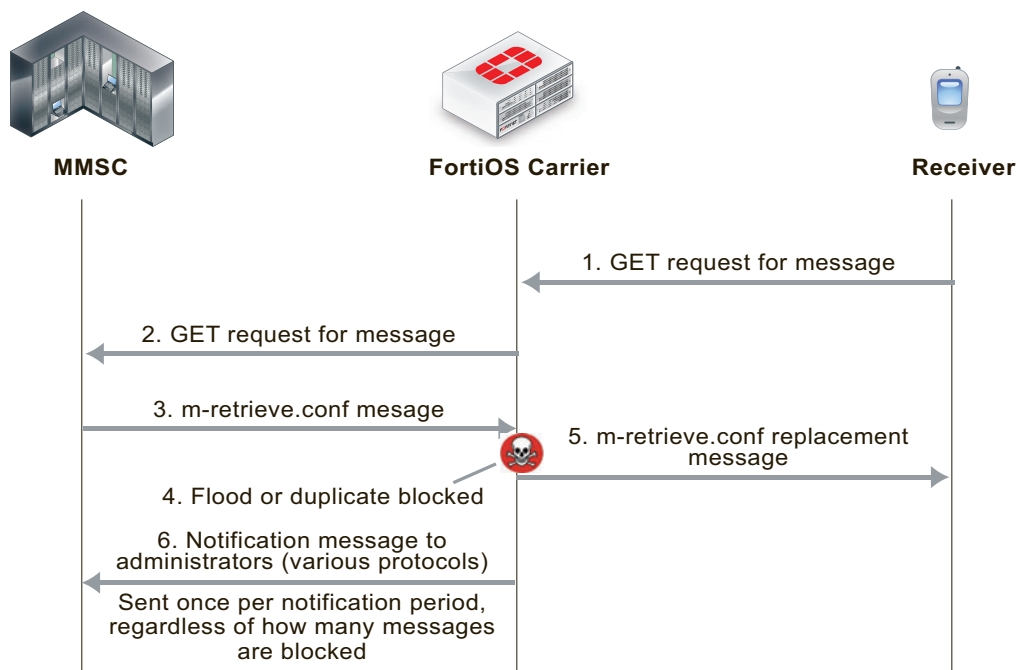 MMSC
FortiOS Carrier
Receiver
1. GET request for message
2. GET request for message
3. m-retrieve.conf mesage
5. m-retrieve.conf replacement
message
4. Flood or duplicate blocked
6. Notification message to
administrators (various protocols)
Sent once per notification period,
regardless of how many messages
are blocked